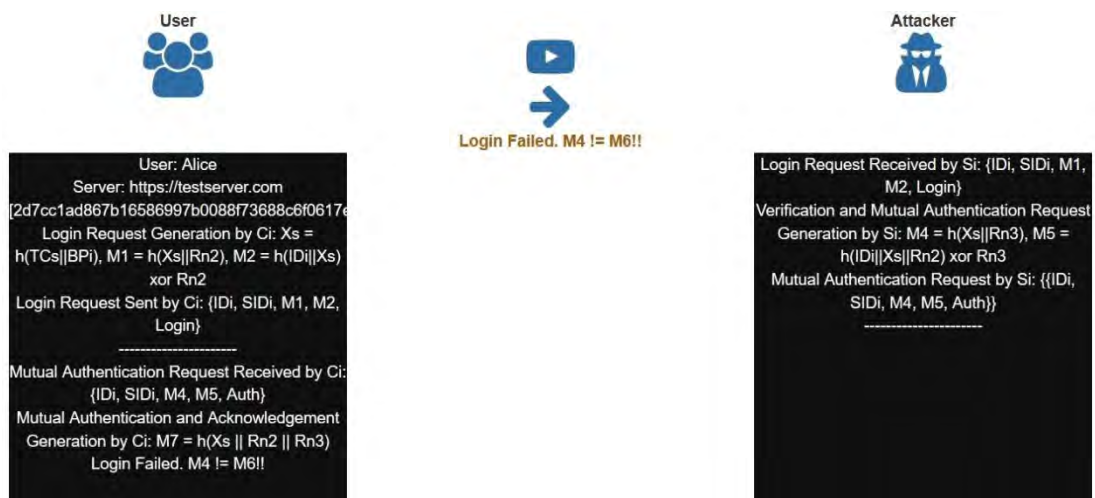 User
Attacker
Login Failed. M4 != M6!!
User: Alice
Server: https://testserver.com
[2d7cc1ad867b16586997b0088f73688c6f0617e
Login Request Generation by Ci: Xs =
h(TCs||BPi), M1 = h(Xs||Rn2), M2 = h(IDi||Xs)
xor Rn2
Login Request Sent by Ci: {IDi, SIDi, M1, M2,
Login}
----------------------
Mutual Authentication Request Received by Ci:
{IDi, SIDi, M4, M5, Auth}
Mutual Authentication and Acknowledgement
Generation by Ci: M7 = h(Xs || Rn2 || Rn3)
Login Failed. M4 != M6!!
Login Request Received by Si: {IDi, SIDi, M1,
M2, Login}
Verification and Mutual Authentication Request
Generation by Si: M4 = h(Xs||Rn3), M5 =
h(IDi||Xs||Rn2) xor Rn3
Mutual Authentication Request by Si: {{IDi,
SIDi, M4, M5, Auth}}
----------------------